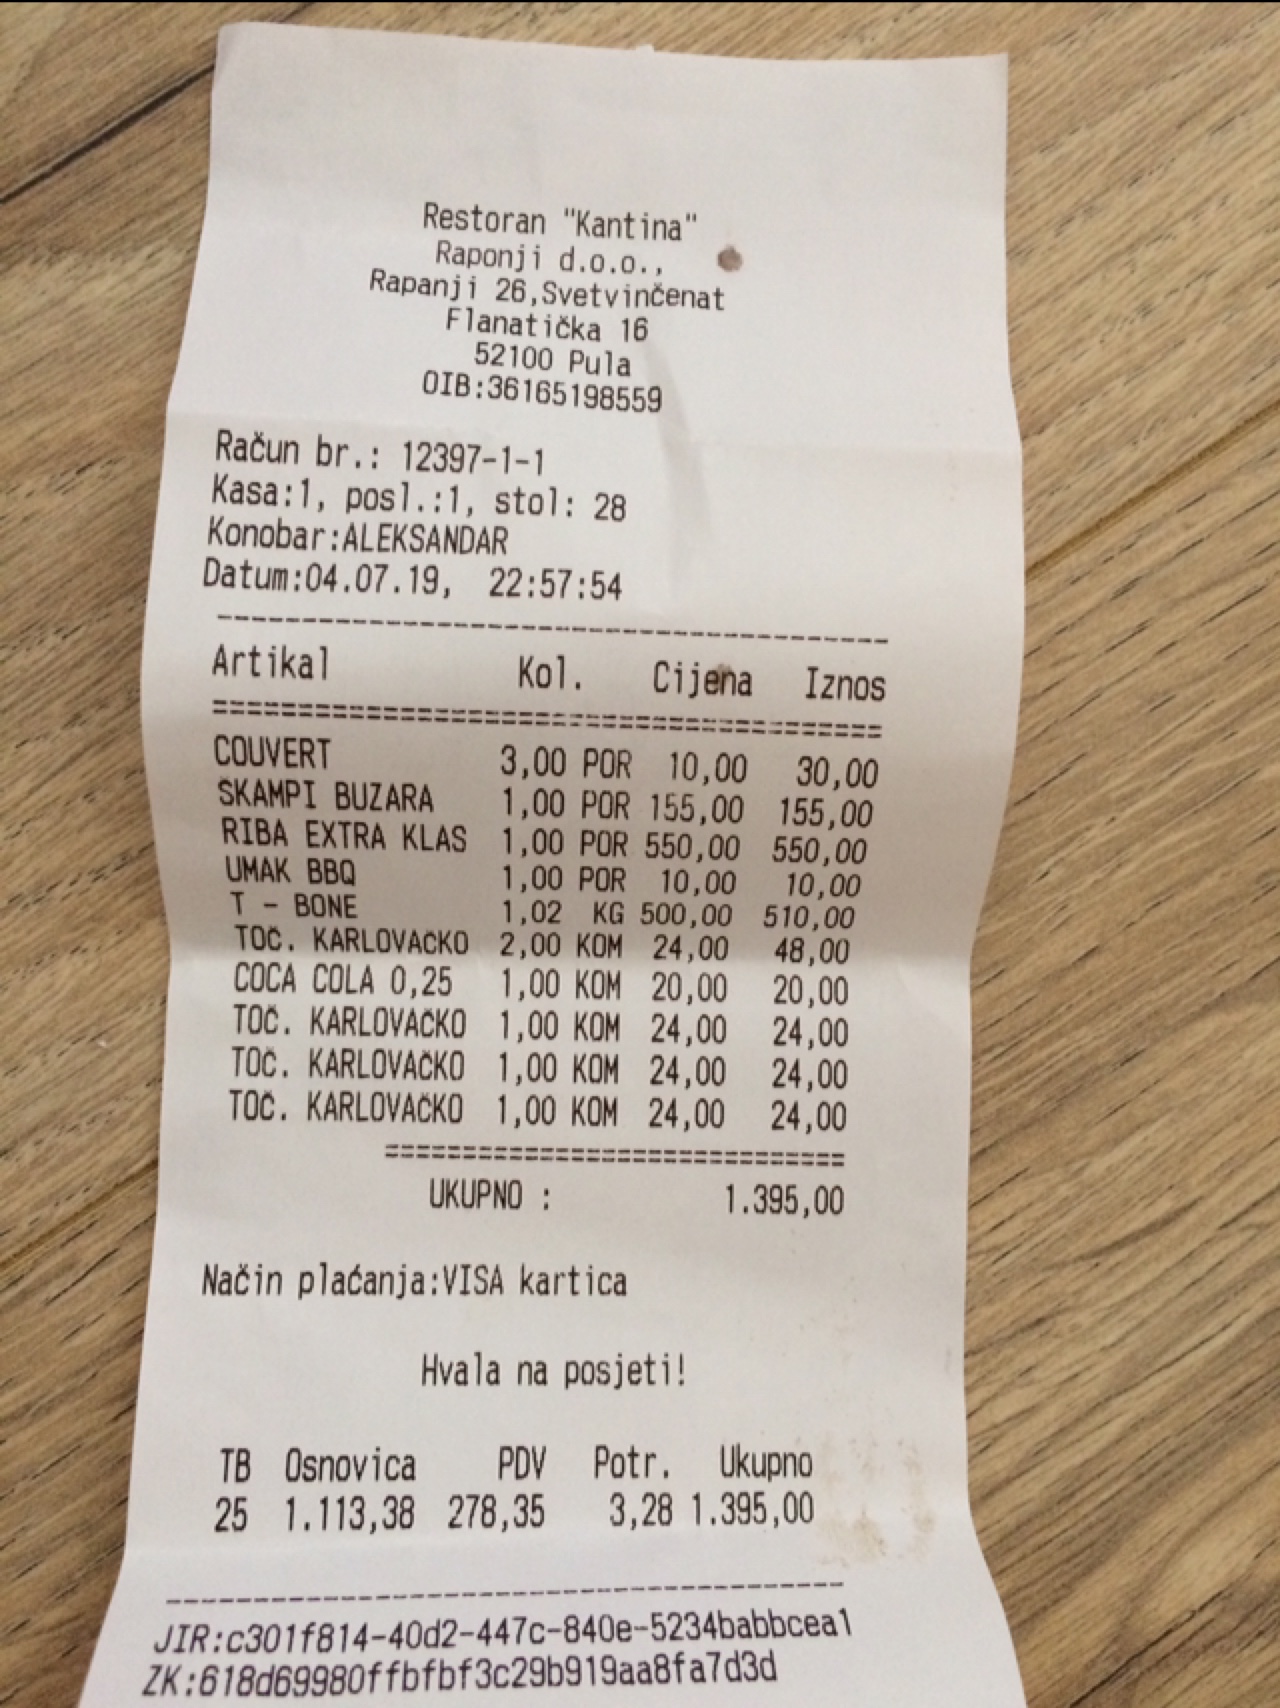 Restoran "Kantina"
Raponji d.o.o.,
Rapanji 26,Svetvinčenat
Flanatička 16
52100 Pula
OIB:36165198559
Račun br.: 12397-1-1
Kasa:1, posl.:1, stol: 28
Konobar:ALEKSANDAR
Datum:04.07.19, 22:57:54
Artikal Kol. Cijena Iznos
COUVERT 3,00 POR 10,00 30,00
ŠKAMPI BUZARA 1,00 POR 155,00 155,00
RIBA EXTRA KLAS 1,00 POR 550,00 550,00
UMAK BBQ 1,00 POR 10,00 10,00
T - BONE 1,02 KG 500,00 510,00
TOČ. KARLOVAČKO 2,00 KOM 24,00 48,00
COCA COLA 0,25 1,00 KOM 20,00 20,00
TOČ. KARLOVAČKO 1,00 KOM 24,00 24,00
TOČ. KARLOVAČKO 1,00 KOM 24,00 24,00
TOČ. KARLOVAČKO 1,00 KOM 24,00 24,00
UKUPNO : 1.395,00
Način plaćanja:VISA kartica
Hvala na posjeti!
TB Osnovica PDV Potr. Ukupno
25 1.113,38 278,35 3,28 1.395,00
JIR:c301f814-40d2-447c-840e-5234babbcea1
ZK:618d69980ffbfbf3c29b919aa8fa7d3d